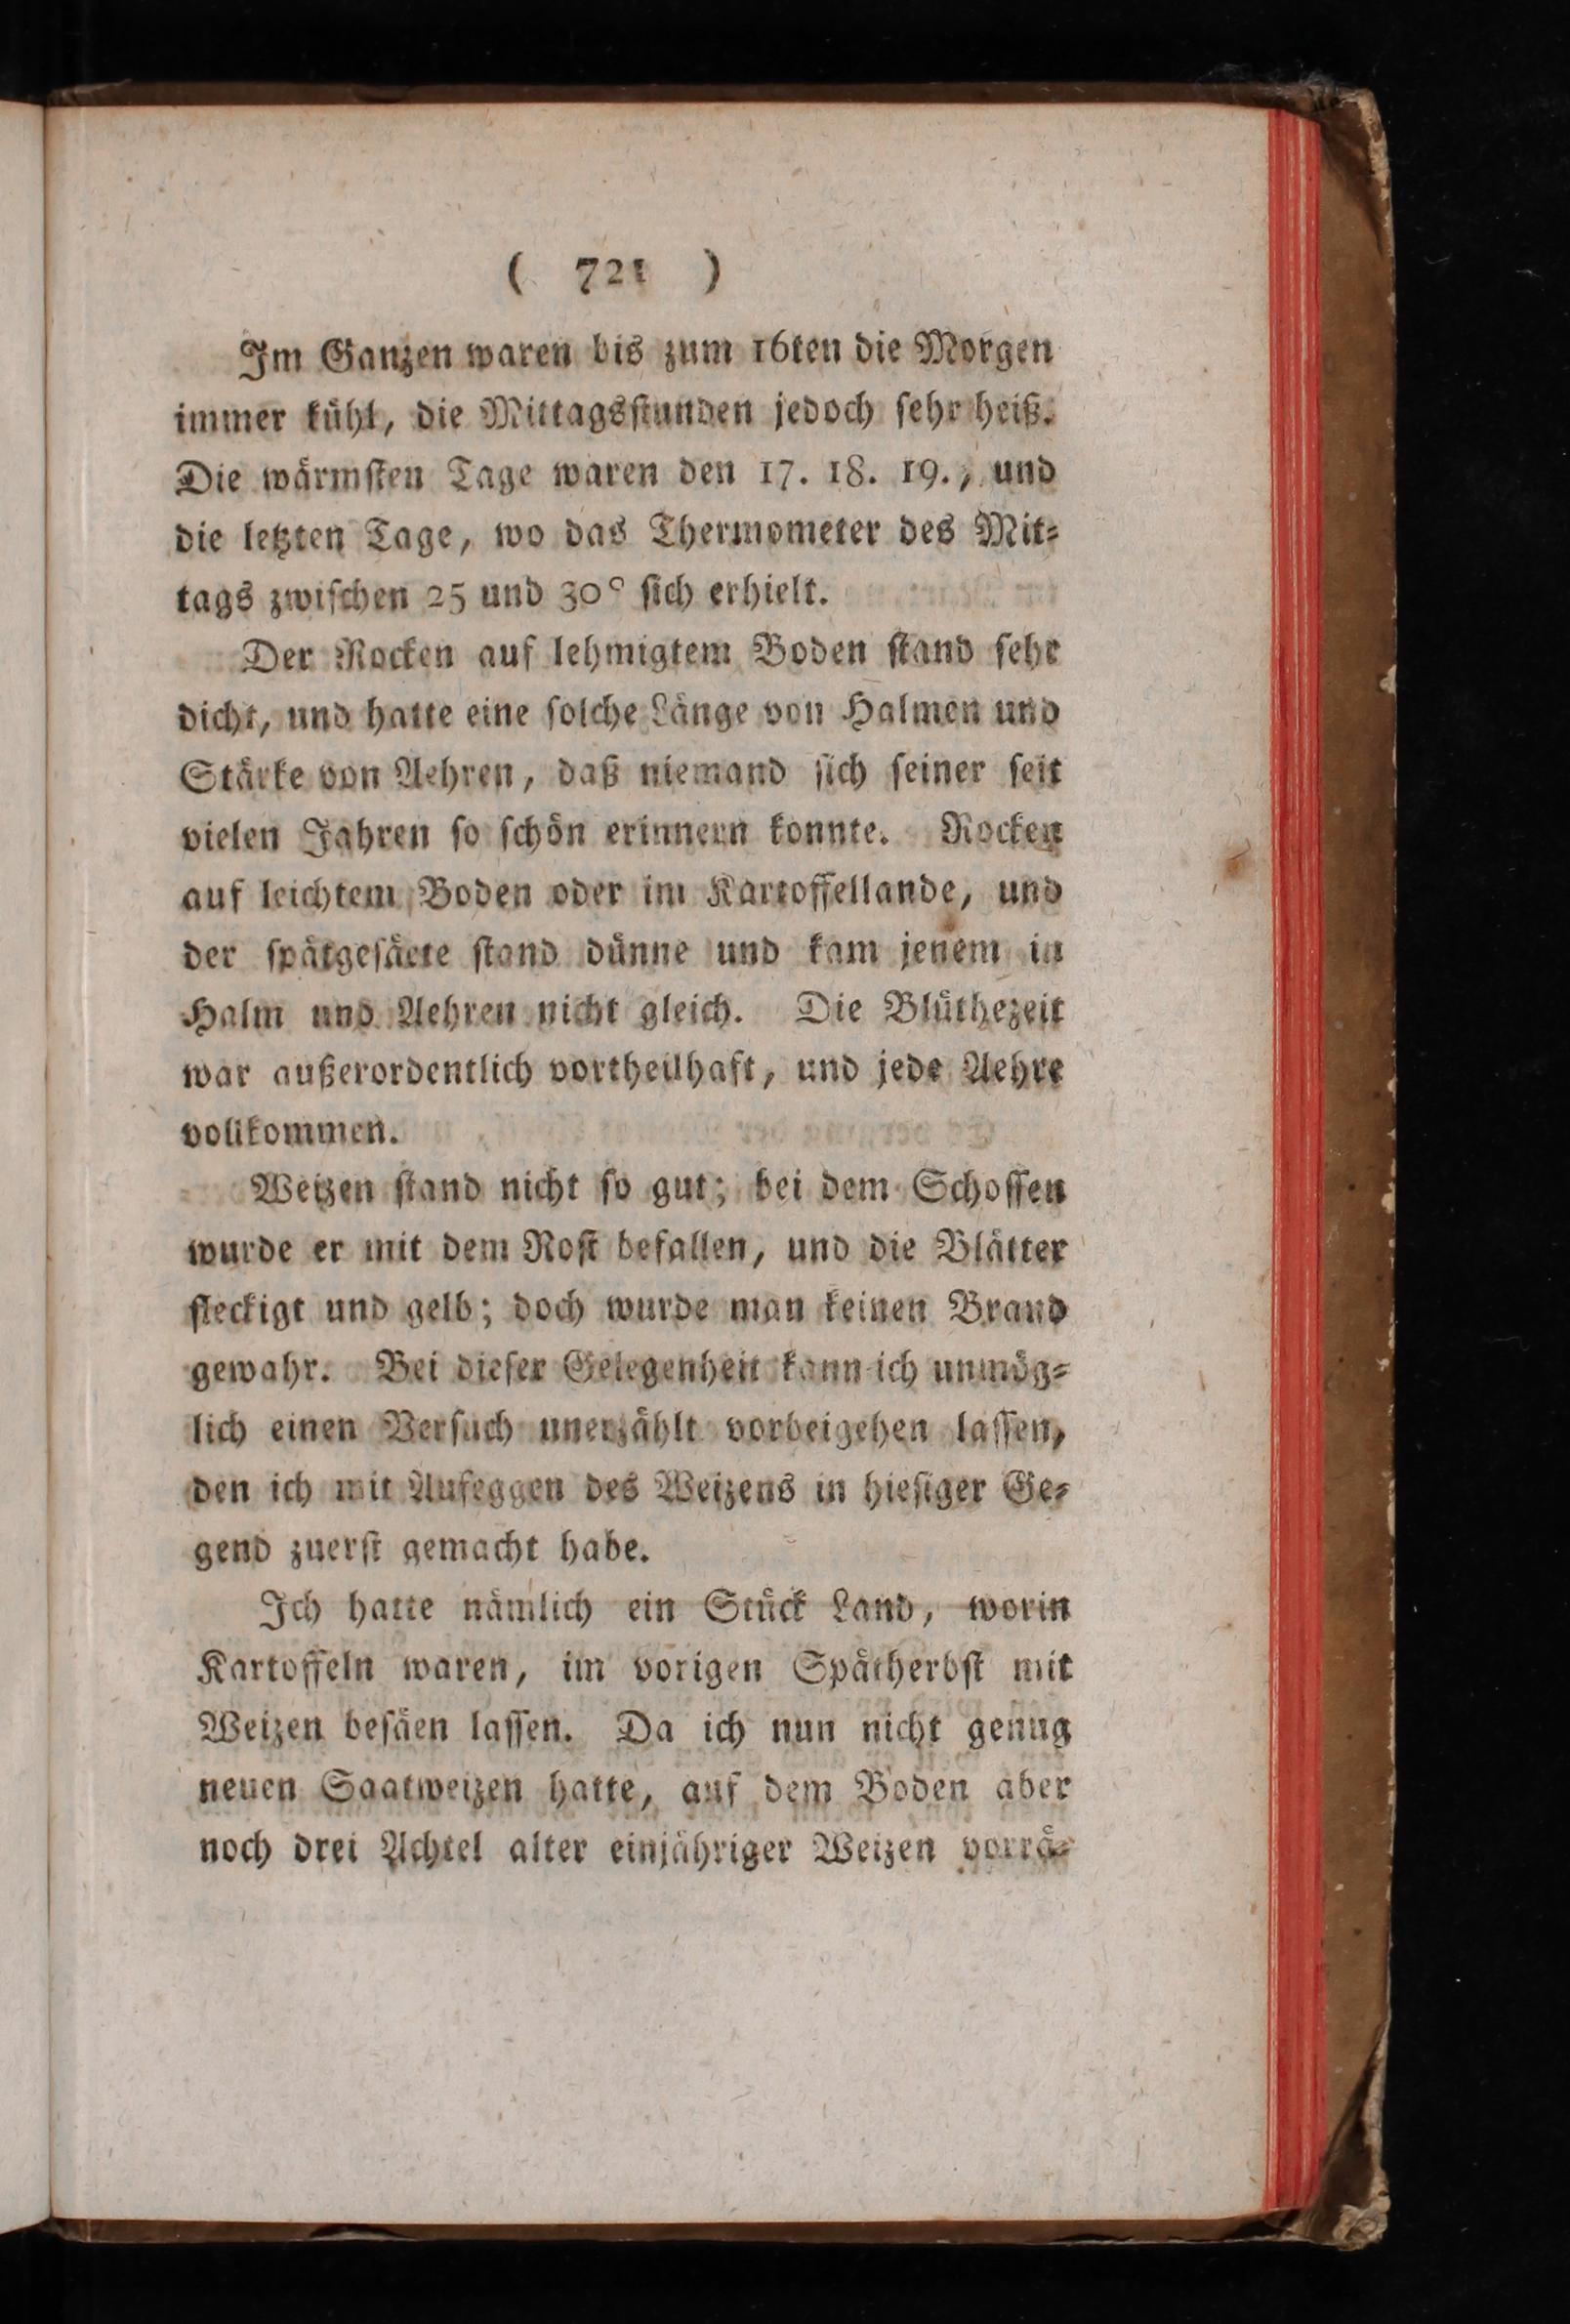 ( 721 )
Im Ganzen waren bis zum 16ten die Morgen
immer kühl, die Mittagsstunden jedoch sehr heiß.
Die wärmsten Tage waren den 17. 18. 19., und
die letzten Tage, wo das Thermometer des Mit-
tags zwischen 25 und 30° sich erhielt.
Der Rocken auf lehmigtem Boden stand sehr
dicht, und hatte eine solche Länge von Halmen und
Stärke von Aehren, daß niemand sich seiner seit
vielen Jahren so schön erinnern konnte. Rocken
auf leichtem Boden oder im Kartoffellande, und
der spätgesäete stand dünne und kam jenem in
Halm und Aehren nicht gleich. Die Blüthezeit
war außerordentlich vortheilhaft, und jede Aehre
vollkommen.
Weizen stand nicht so gut; bei dem Schossen
wurde er mit dem Rost befallen, und die Blätter
fleckigt und gelb; doch wurde man keinen Brand
gewahr. Bei dieser Gelegenheit kann ich unmög-
lich einen Versuch unerzählt vorbeigehen lassen,
den ich mit Aufeggen des Weizens in hiesiger Ge-
gend zuerst gemacht habe.
Ich hatte nämlich ein Stück Land, worin
Kartoffeln waren, im vorigen Spätherbst mit
Weizen besäen lassen. Da ich nun nicht genug
neuen Saatweizen hatte, auf dem Boden aber
noch drei Achtel alter einjähriger Weizen vorrä-